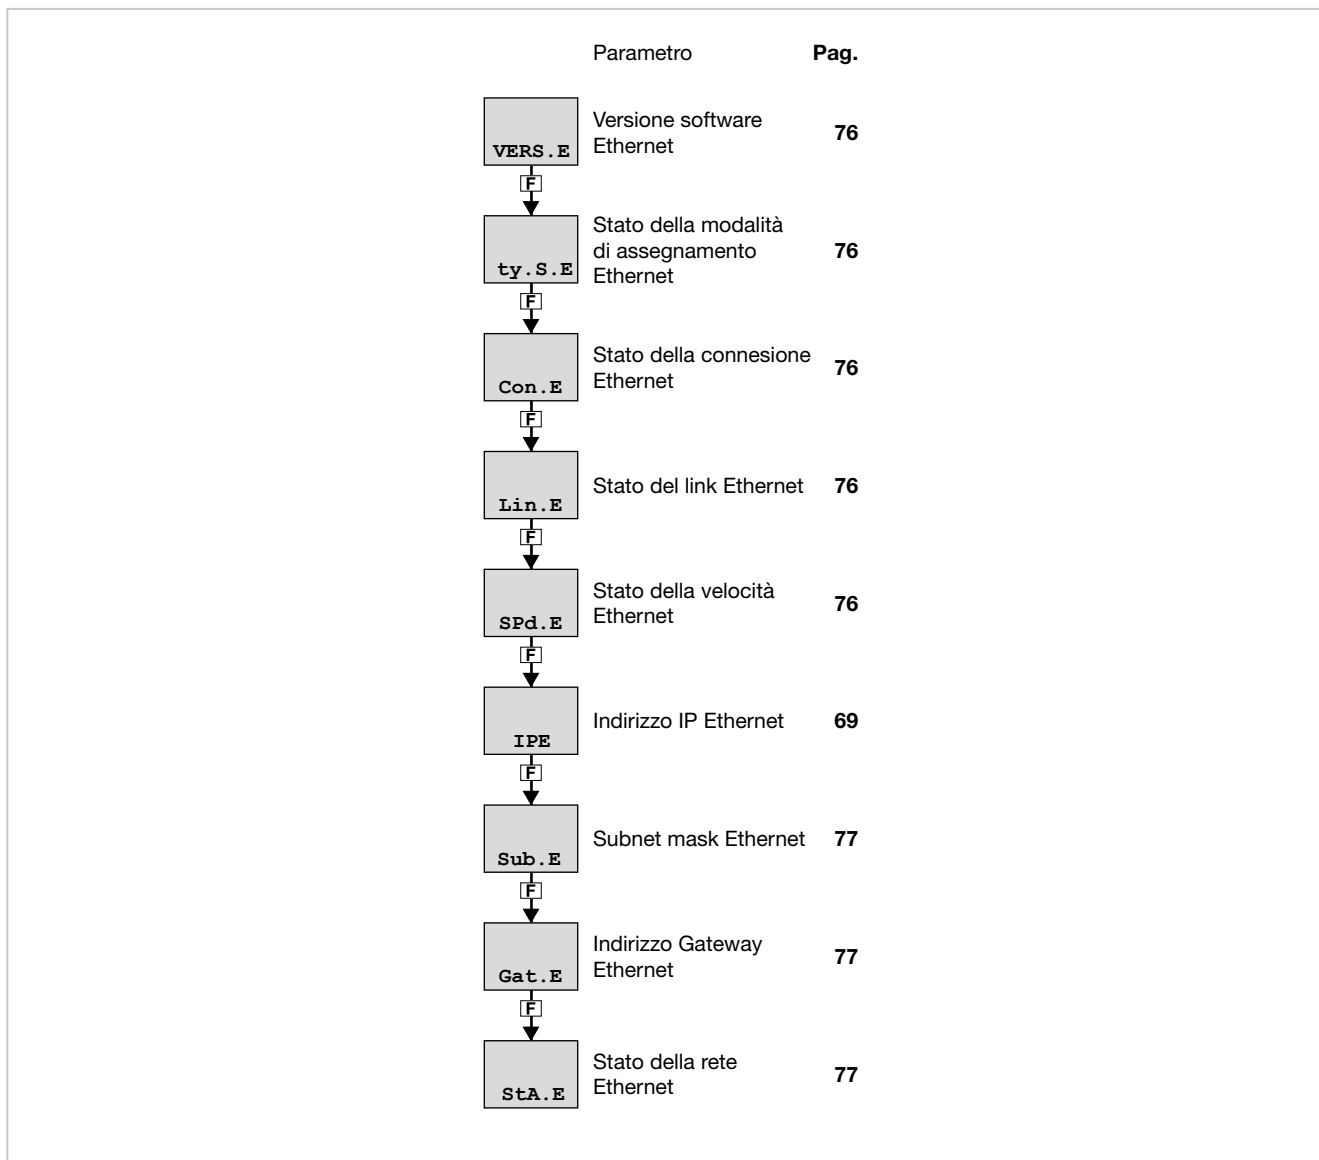 Parametro Pag.
VERS.E
Versione software
Ethernet
76
F
ty.S.E
Stato della modalità
di assegnamento
Ethernet
76
F
Con.E
Stato della connesione
Ethernet
76
F
Lin.E
Stato del link Ethernet 76
F
SPd.E
Stato della velocità
Ethernet
76
F
IPE
Indirizzo IP Ethernet 69
F
Sub.E
Subnet mask Ethernet 77
F
Gat.E
Indirizzo Gateway
Ethernet
77
F
StA.E
Stato della rete
Ethernet
77